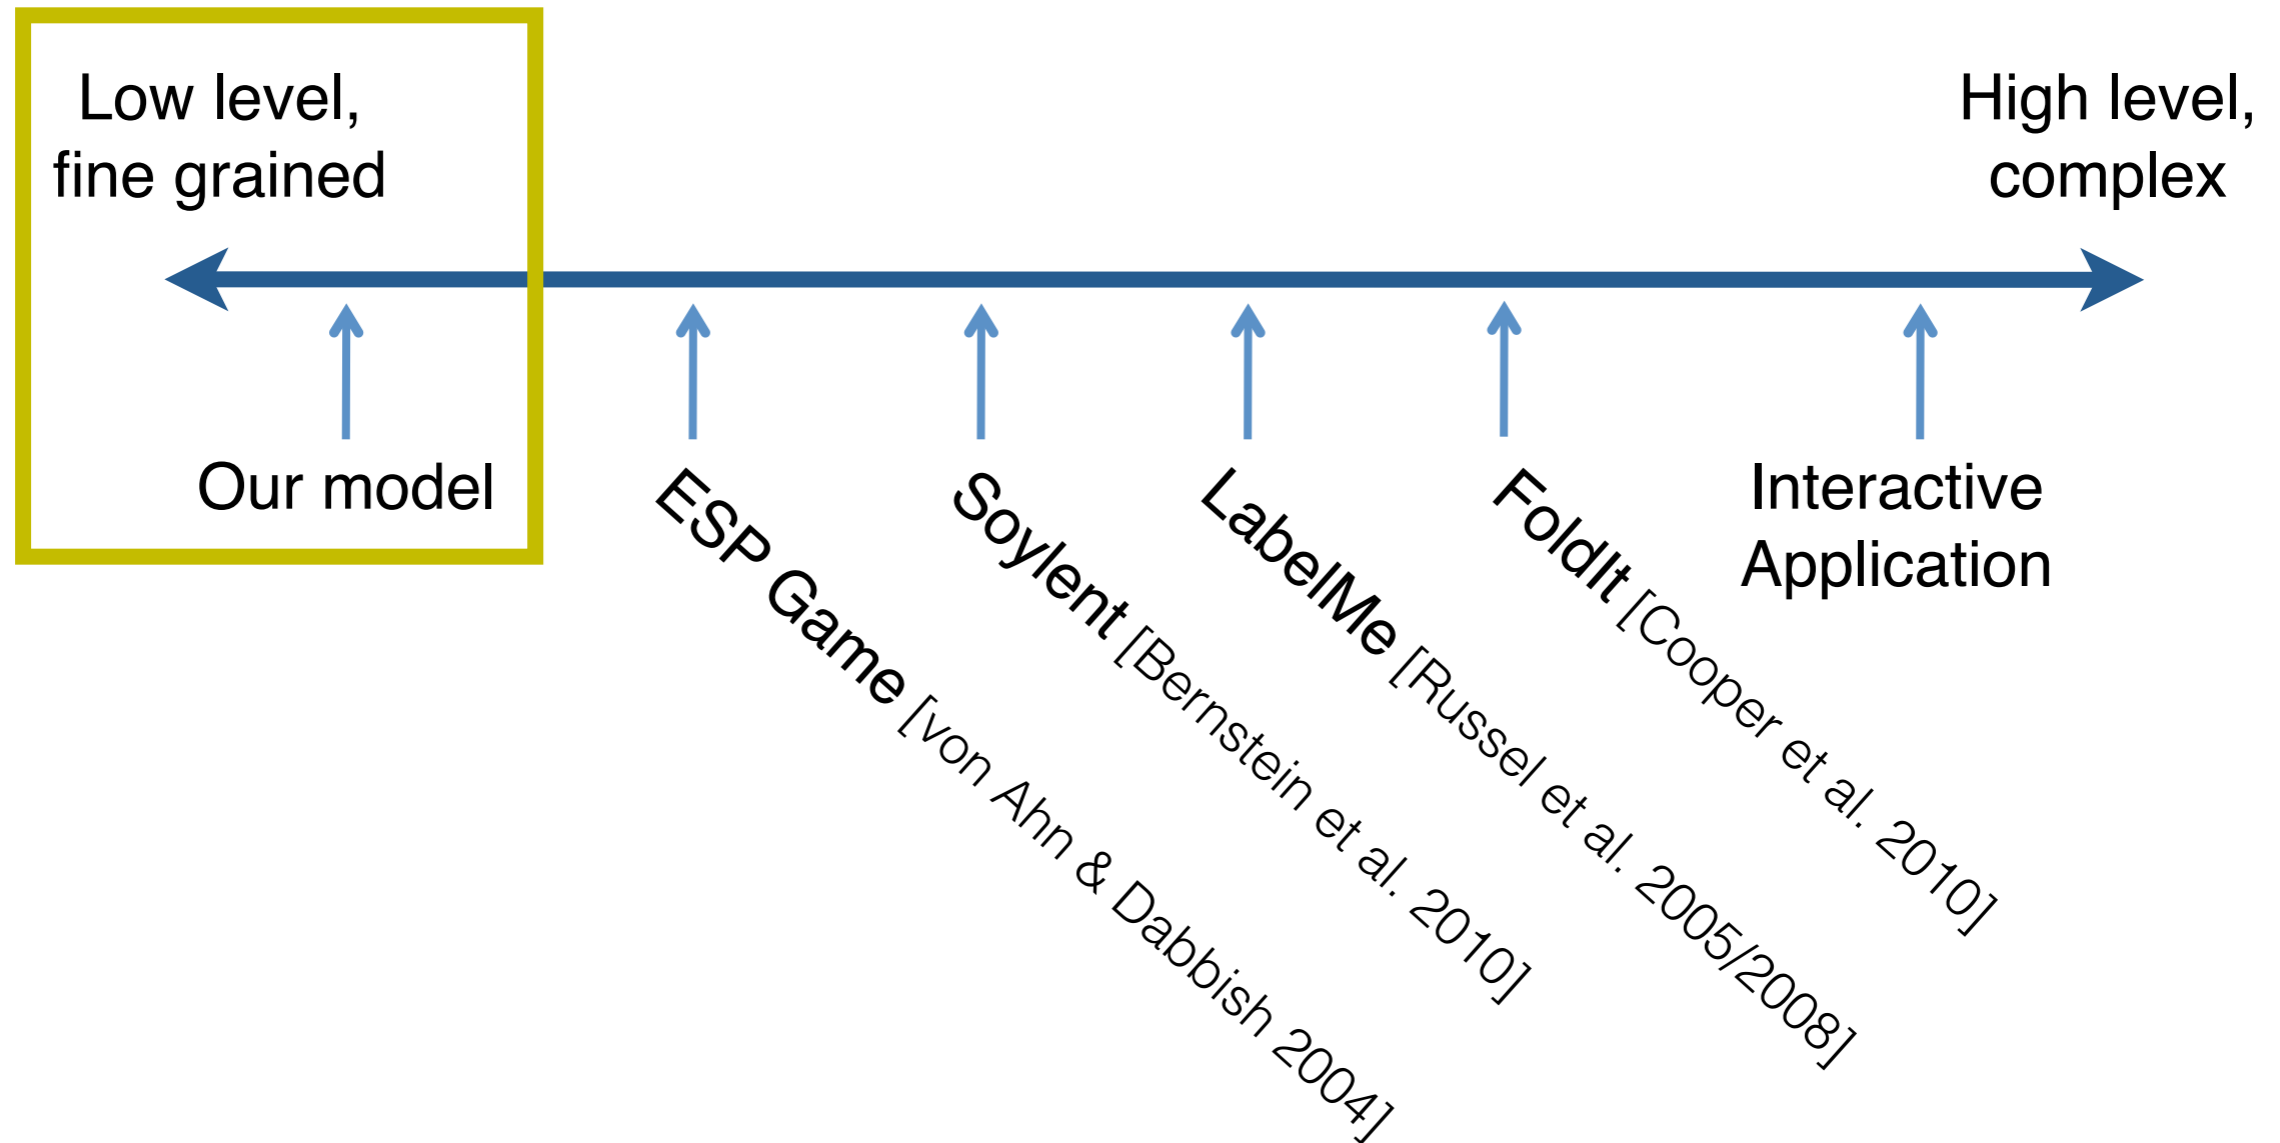 Low level,
fine grained
High level,
complex
Our model
ESP Game [von Ahn & Dabbish 2004]
Soylent [Bernstein et al. 2010]
LabelMe [Russel et al. 2005/2008]
FoldIt [Cooper et al. 2010]
Interactive
Application